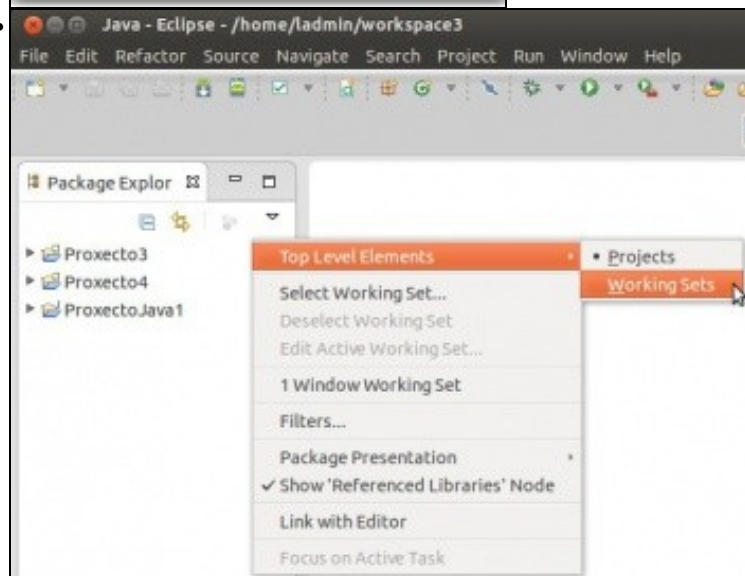 Java - Eclipse - /home/ladmin/workspace3
File Edit Refactor Source Navigate Search Project Run Window Help
Package Explor
Proxecto3
Proxecto4
ProxectoJava1
Top Level Elements
• Projects
Working Sets
Select Working Set...
Deselect Working Set
Edit Active Working Set...
1 Window Working Set
Filters...
Package Presentation
✓ Show 'Referenced Libraries' Node
Link with Editor
Focus on Active Task